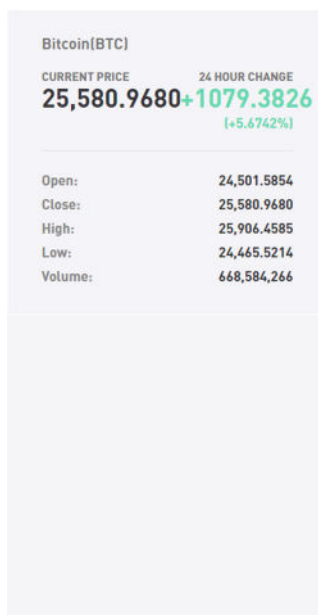 Bitcoin(BTC)
CURRENT PRICE 24 HOUR CHANGE
25,580.9680+1079.3826
(+5.6742%)
Open: 24,501.5854
Close: 25,580.9680
High: 25,906.4585
Low: 24,465.5214
Volume: 668,584,266